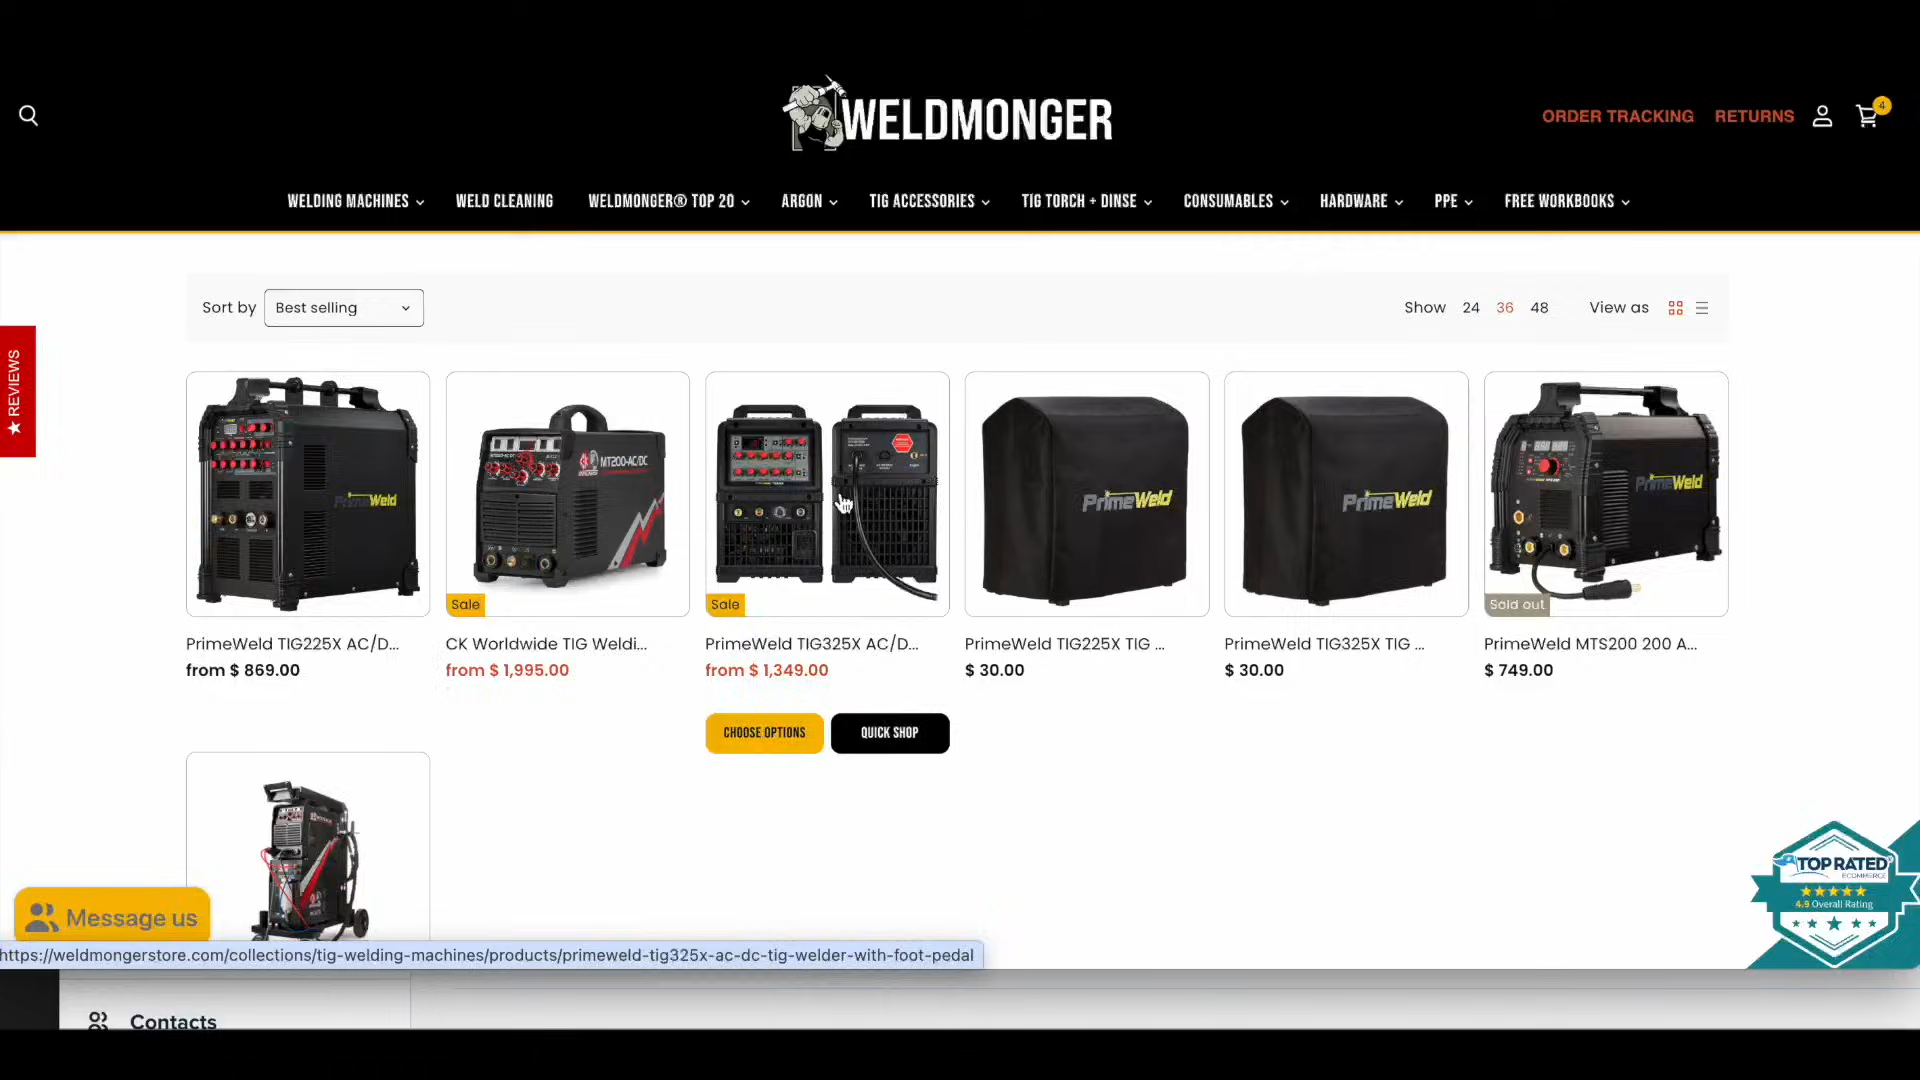 WELDMONGER
ORDER TRACKING
RETURNS
4
WELDING MACHINES
WELD CLEANING
WELDMONGER® TOP 20
ARGON
TIG ACCESSORIES
TIG TORCH + DINSE
CONSUMABLES
HARDWARE
PPE
FREE WORKBOOKS
Sort by
Best selling
Show
24
36
48
View as
★ REVIEWS
PrimeWeld
MT200-AC/DC
PrimeWeld
PrimeWeld
PrimeWeld
Sale
Sale
Sold out
PrimeWeld TIG225X AC/D...
CK Worldwide TIG Weldi...
PrimeWeld TIG325X AC/D...
PrimeWeld TIG225X TIG ...
PrimeWeld TIG325X TIG ...
PrimeWeld MTS200 200 A...
from $ 869.00
from $ 1,995.00
from $ 1,349.00
$ 30.00
$ 30.00
$ 749.00
CHOOSE OPTIONS
QUICK SHOP
TOP RATED
ECOMMERCE
4.9 Overall Rating
Message us
https://weldmongerstore.com/collections/tig-welding-machines/products/primeweld-tig325x-ac-dc-tig-welder-with-foot-pedal
Contacts